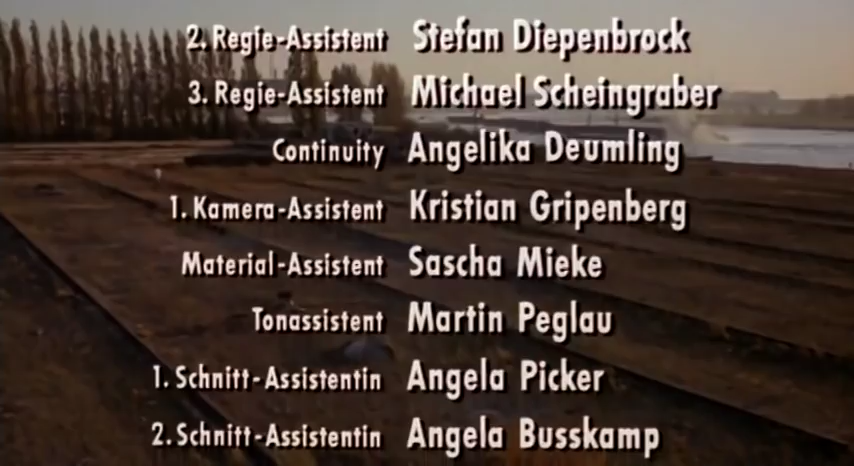 2. Regie-Assistent Stefan Diepenbrock
3. Regie-Assistent Michael Scheingraber
Continuity Angelika Deumling
1. Kamera-Assistent Kristian Gripenberg
Material-Assistent Sascha Mieke
Tonassistent Martin Peglau
1. Schnitt-Assistentin Angela Picker
2. Schnitt-Assistentin Angela Busskamp